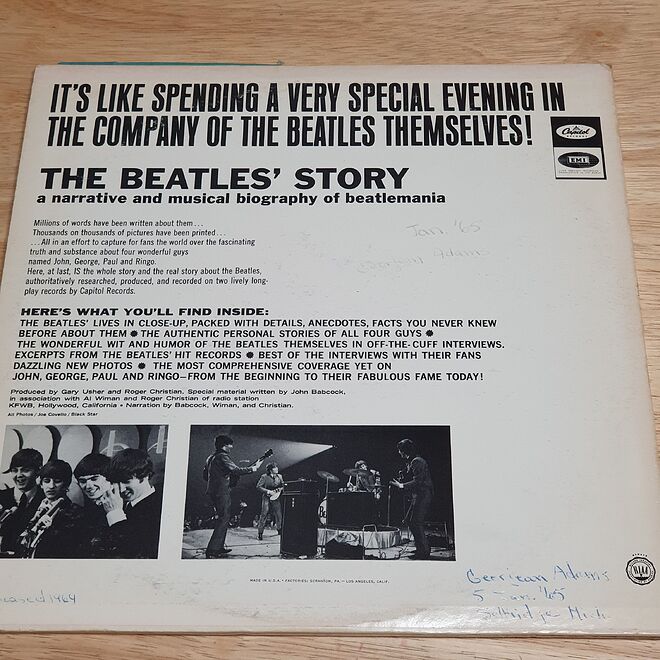 IT'S LIKE SPENDING A VERY SPECIAL EVENING IN
THE COMPANY OF THE BEATLES THEMSELVES!
Capitol
RECORDS
EMI
THE BEATLES' STORY
a narrative and musical biography of beatlemania
Jan. '65
Adams
Millions of words have been written about them...
Thousands on thousands of pictures have been printed...
...All in an effort to capture for fans the world over the fascinating
truth and substance about four wonderful guys
named John, George, Paul and Ringo.
Here, at last, IS the whole story and the real story about the Beatles,
authoritatively researched, produced, and recorded on two lively long-
play records by Capitol Records.
HERE'S WHAT YOU'LL FIND INSIDE:
THE BEATLES' LIVES IN CLOSE-UP, PACKED WITH DETAILS, ANECDOTES, FACTS YOU NEVER KNEW
BEFORE ABOUT THEM ✹ THE AUTHENTIC PERSONAL STORIES OF ALL FOUR GUYS ✹
THE WONDERFUL WIT AND HUMOR OF THE BEATLES THEMSELVES IN OFF-THE-CUFF INTERVIEWS.
EXCERPTS FROM THE BEATLES' HIT RECORDS ✹ BEST OF THE INTERVIEWS WITH THEIR FANS
DAZZLING NEW PHOTOS ✹ THE MOST COMPREHENSIVE COVERAGE YET ON
JOHN, GEORGE, PAUL AND RINGO—FROM THE BEGINNING TO THEIR FABULOUS FAME TODAY!
Produced by Gary Usher and Roger Christian, Special material written by John Babcock,
in association with Al Wiman and Roger Christian of radio station
KFWB, Hollywood, California • Narration by Babcock, Wiman, and Christian.
All Photos / Joe Covello / Black Star
MADE IN U.S.A. • FACTORIES: SCRANTON, PA. — LOS ANGELES, CALIF.
Adams
5 Jan. '65
1964